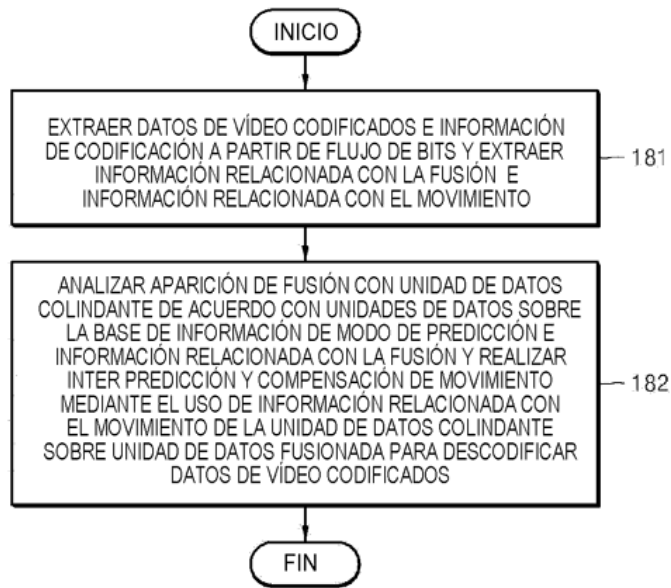 INICIO
EXTRAER DATOS DE VÍDEO CODIFICADOS E INFORMACIÓN
DE CODIFICACIÓN A PARTIR DE FLUJO DE BITS Y EXTRAER
INFORMACIÓN RELACIONADA CON LA FUSIÓN E
INFORMACIÓN RELACIONADA CON EL MOVIMIENTO
181
ANALIZAR APARICIÓN DE FUSIÓN CON UNIDAD DE DATOS
COLINDANTE DE ACUERDO CON UNIDADES DE DATOS SOBRE
LA BASE DE INFORMACIÓN DE MODO DE PREDICCIÓN E
INFORMACIÓN RELACIONADA CON LA FUSIÓN Y REALIZAR
INTER PREDICCIÓN Y COMPENSACIÓN DE MOVIMIENTO
MEDIANTE EL USO DE INFORMACIÓN RELACIONADA CON
EL MOVIMIENTO DE LA UNIDAD DE DATOS COLINDANTE
SOBRE UNIDAD DE DATOS FUSIONADA PARA DESCODIFICAR
DATOS DE VÍDEO CODIFICADOS
182
FIN